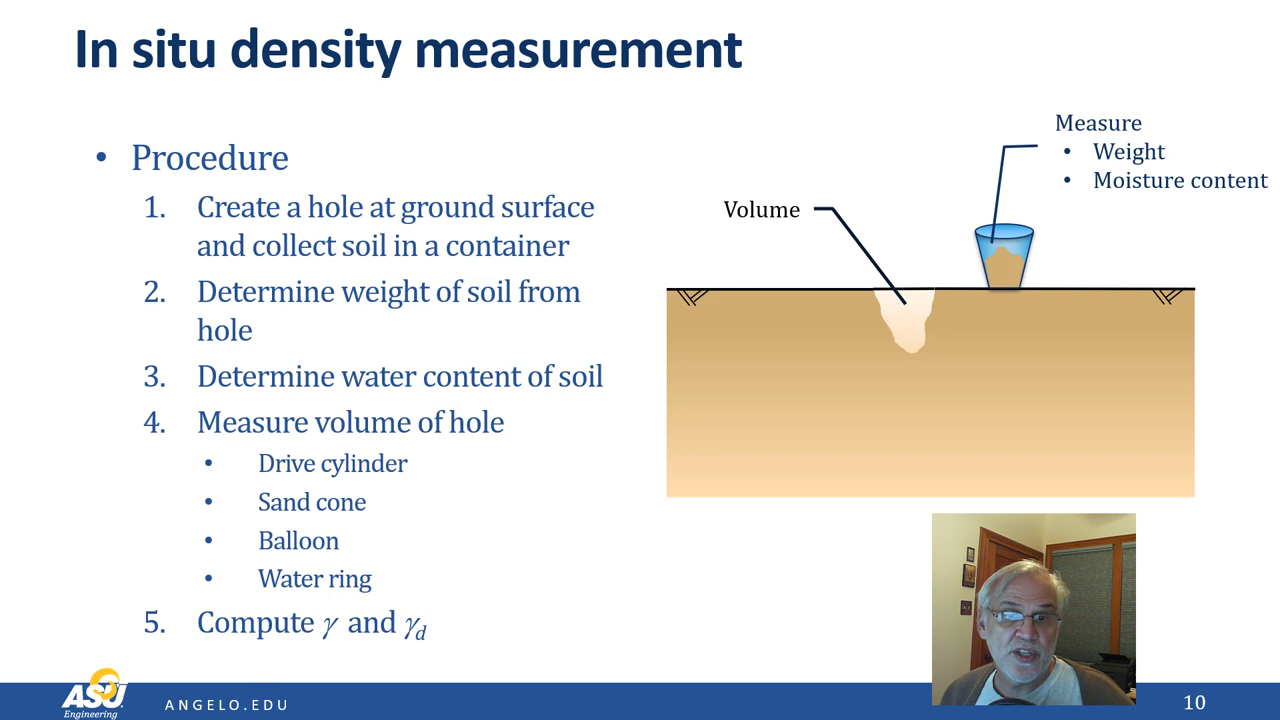 In situ density measurement
• Procedure
1. Create a hole at ground surface
and collect soil in a container
2. Determine weight of soil from
hole
3. Determine water content of soil
4. Measure volume of hole
• Drive cylinder
• Sand cone
• Balloon
• Water ring
5. Compute γ and γd
Measure
• Weight
• Moisture content
Volume
ASU
Engineering
ANGELO.EDU
10